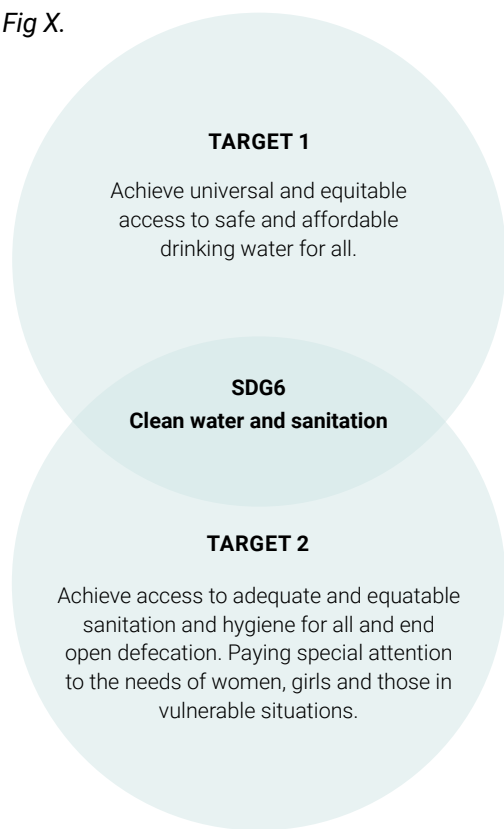 Fig X.
TARGET 1
Achieve universal and equitable
access to safe and affordable
drinking water for all.
SDG6
Clean water and sanitation
TARGET 2
Achieve access to adequate and equatable
sanitation and hygiene for all and end
open defecation. Paying special attention
to the needs of women, girls and those in
vulnerable situations.